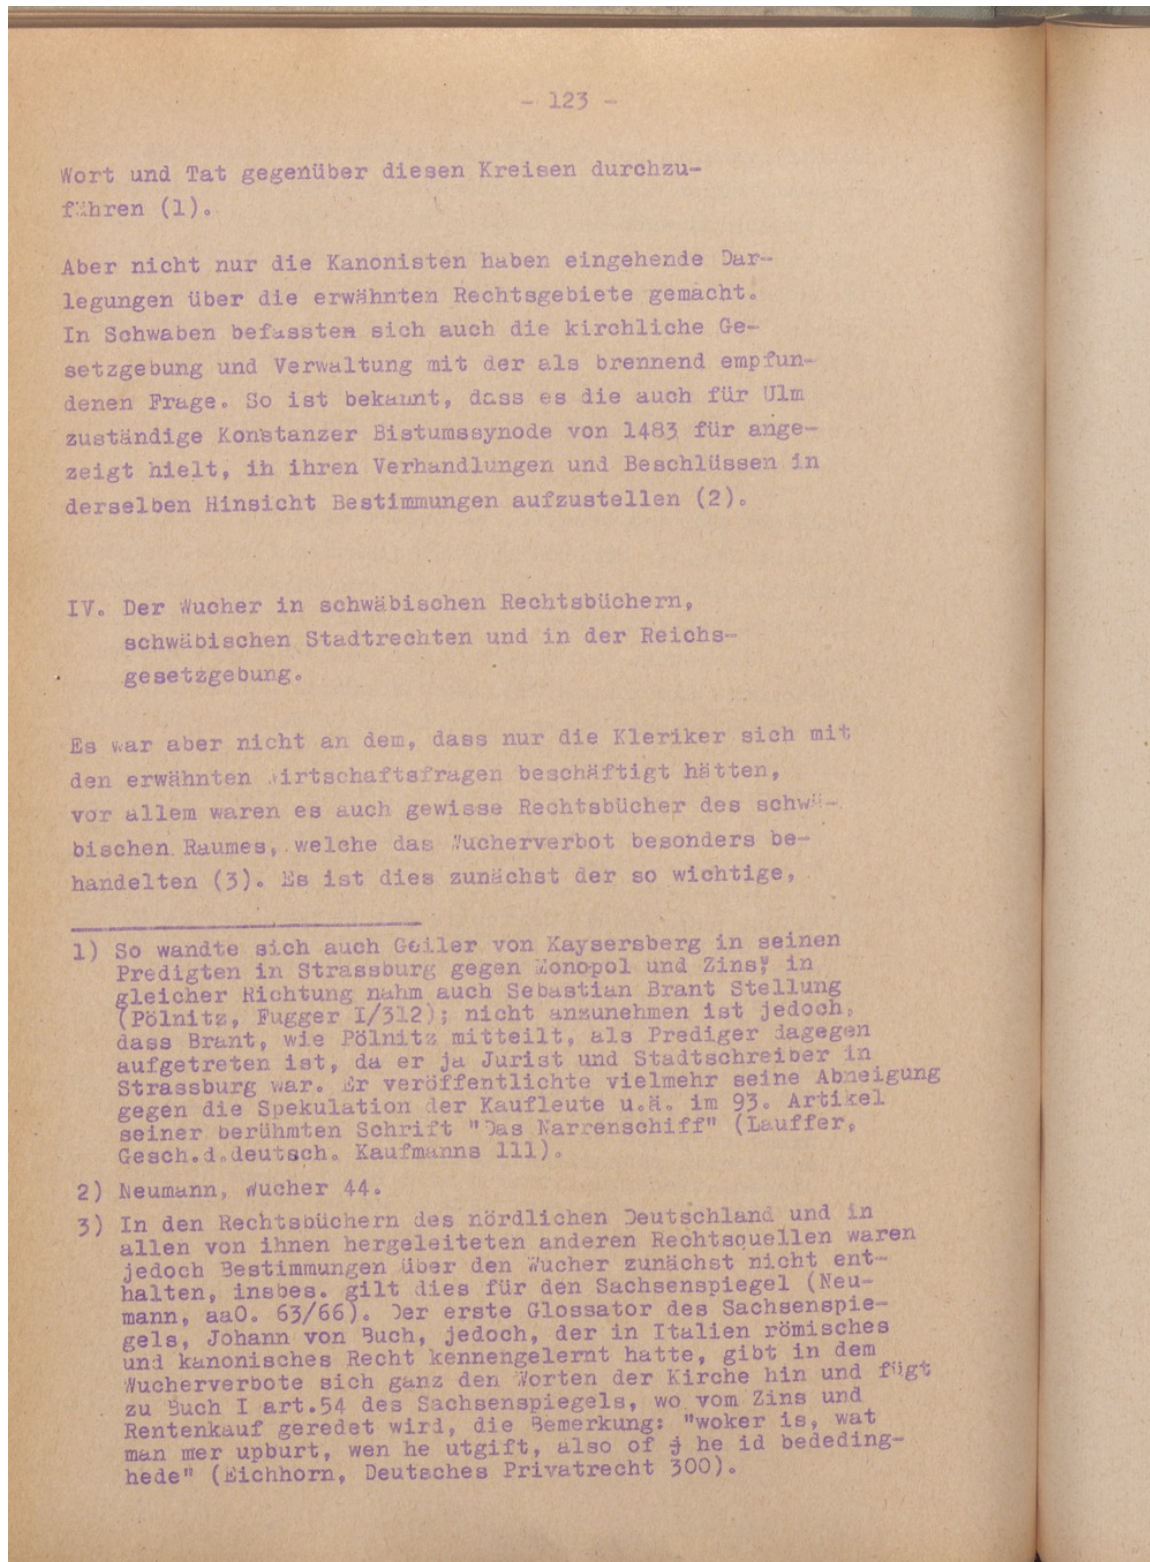 - 123 -
Wort und Tat gegenüber diesen Kreisen durchzu-
führen (1).
Aber nicht nur die Kanonisten haben eingehende Dar-
legungen über die erwähnten Rechtsgebiete gemacht.
In Schwaben befassten sich auch die kirchliche Ge-
setzgebung und Verwaltung mit der als brennend empfun-
denen Frage. So ist bekannt, dass es die auch für Ulm
zuständige Konstanzer Bistumssynode von 1483 für ange-
zeigt hielt, ih ihren Verhandlungen und Beschlüssen in
derselben Hinsicht Bestimmungen aufzustellen (2).
IV. Der Wucher in schwäbischen Rechtsbüchern,
schwäbischen Stadtrechten und in der Reichs-
gesetzgebung.
Es war aber nicht an dem, dass nur die Kleriker sich mit
den erwähnten Wirtschaftsfragen beschäftigt hätten,
vor allem waren es auch gewisse Rechtsbücher des schwä-
bischen Raumes, welche das Wucherverbot besonders be-
handelten (3). Es ist dies zunächst der so wichtige,
1) So wandte sich auch Geiler von Kaysersberg in seinen
Predigten in Strassburg gegen Monopol und Zins; in
gleicher Richtung nahm auch Sebastian Brant Stellung
(Pölnitz, Fugger I/312); nicht anzunehmen ist jedoch,
dass Brant, wie Pölnitz mitteilt, als Prediger dagegen
aufgetreten ist, da er ja Jurist und Stadtschreiber in
Strassburg war. Er veröffentlichte vielmehr seine Abneigung
gegen die Spekulation der Kaufleute u.ä. im 93. Artikel
seiner berühmten Schrift "Das Narrenschiff" (Lauffer,
Gesch.d.deutsch. Kaufmanns 111).
2) Neumann, Wucher 44.
3) In den Rechtsbüchern des nördlichen Deutschland und in
allen von ihnen hergeleiteten anderen Rechtsquellen waren
jedoch Bestimmungen über den Wucher zunächst nicht ent-
halten, insbes. gilt dies für den Sachsenspiegel (Neu-
mann, aaO. 63/66). Der erste Glossator des Sachsenspie-
gels, Johann von Buch, jedoch, der in Italien römisches
und kanonisches Recht kennengelernt hatte, gibt in dem
Wucherverbote sich ganz den Worten der Kirche hin und fügt
zu Buch I art.54 des Sachsenspiegels, wo vom Zins und
Rentenkauf geredet wird, die Bemerkung: "woker is, wat
man mer upburt, wen he utgift, also of he id bededing-
hede" (Eichhorn, Deutsches Privatrecht 300).